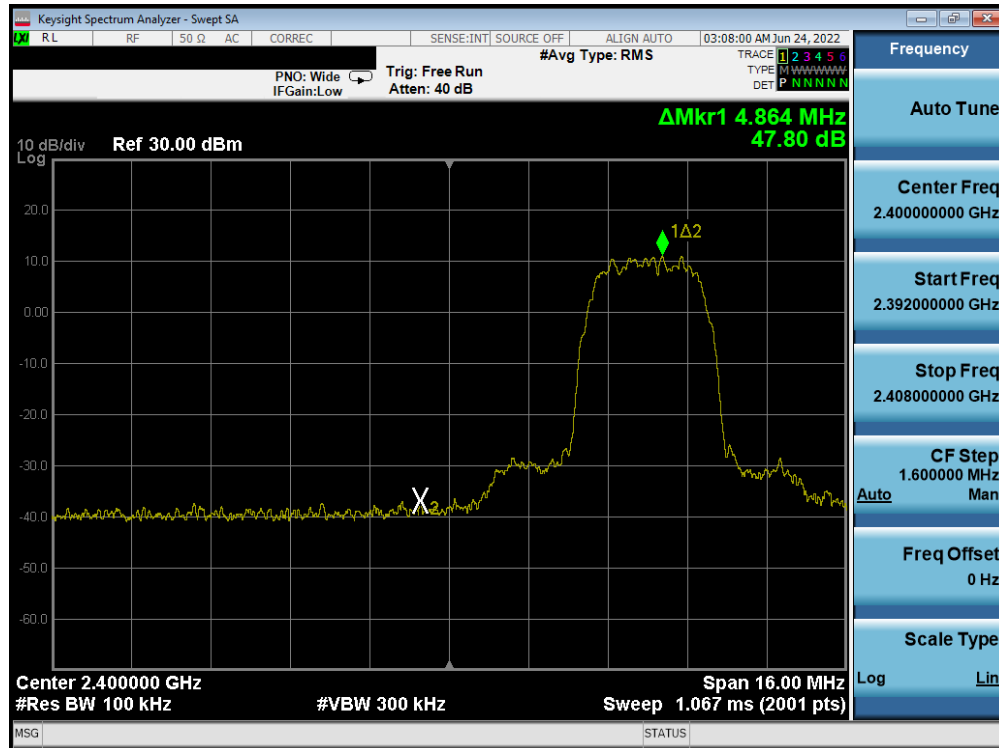 Keysight Spectrum Analyzer - Swept SA
LXI RL RF 50 Ω AC CORREC SENSE:INT SOURCE OFF ALIGN AUTO 03:08:00 AM Jun 24, 2022
#Avg Type: RMS
TRACE 1 2 3 4 5 6
PNO: Wide Trig: Free Run
TYPE M WWWWW
IFGain:Low Atten: 40 dB
DET P N N N N N
ΔMkr1 4.864 MHz
47.80 dB
10 dB/div Ref 30.00 dBm
Log
20.0
10.0
0.00
-10.0
-20.0
-30.0
-40.0
-50.0
-60.0
1Δ2
X2
Center 2.400000 GHz Span 16.00 MHz
#Res BW 100 kHz #VBW 300 kHz Sweep 1.067 ms (2001 pts)
MSG STATUS
Frequency
Auto Tune
Center Freq
2.400000000 GHz
Start Freq
2.392000000 GHz
Stop Freq
2.408000000 GHz
CF Step
1.600000 MHz
Auto Man
Freq Offset
0 Hz
Scale Type
Log Lin